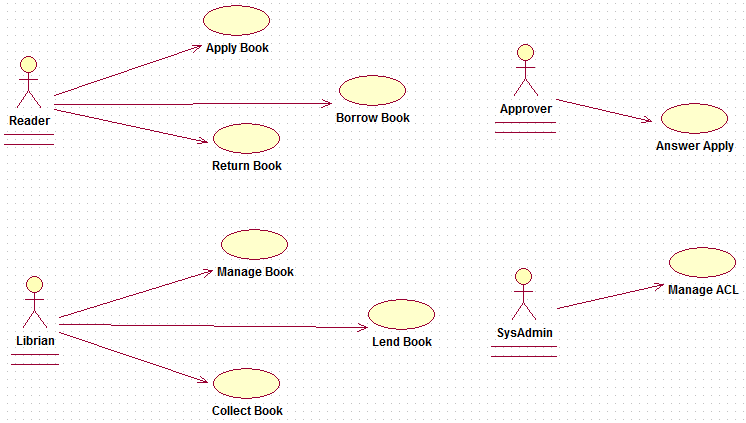 Apply Book
Reader
Borrow Book
Return Book
Approver
Answer Apply
Manage Book
Librian
Lend Book
Collect Book
Manage ACL
SysAdmin